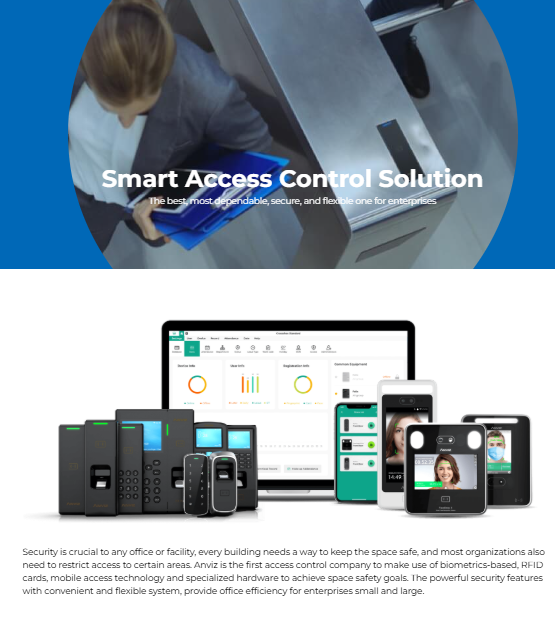 Smart Access Control Solution
The best, most dependable, secure, and flexible one for enterprises
Security is crucial to any office or facility, every building needs a way to keep the space safe, and most organizations also
need to restrict access to certain areas. Anviz is the first access control company to make use of biometrics-based, RFID
cards, mobile access technology and specialized hardware to achieve space safety goals. The powerful security features
with convenient and flexible system, provide office efficiency for enterprises small and large.